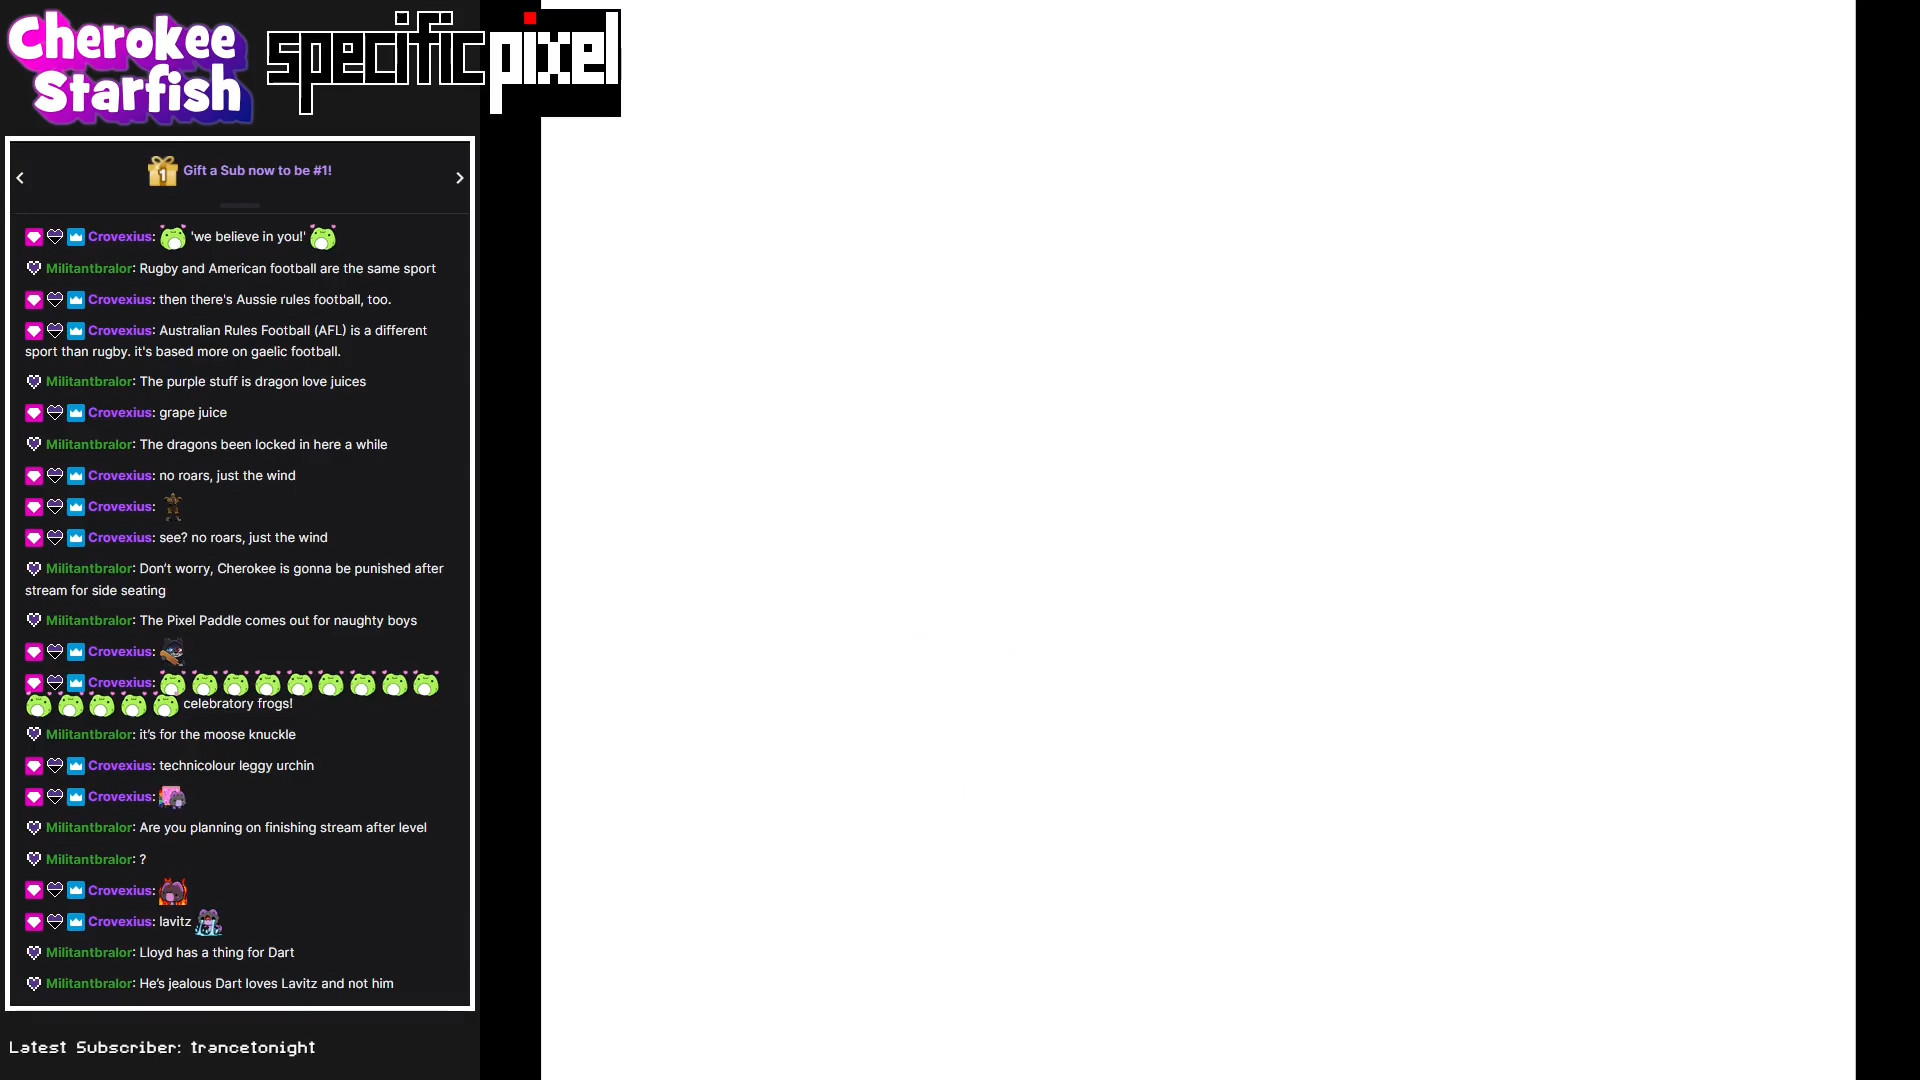 Cherokee
Starfish
specificpixel
1 Gift a Sub now to be #1!
Crovexius: 'we believe in you!'
Militantbralor: Rugby and American football are the same sport
Crovexius: then there's Aussie rules football, too.
Crovexius: Australian Rules Football (AFL) is a different
sport than rugby. it's based more on gaelic football.
Militantbralor: The purple stuff is dragon love juices
Crovexius: grape juice
Militantbralor: The dragons been locked in here a while
Crovexius: no roars, just the wind
Crovexius:
Crovexius: see? no roars, just the wind
Militantbralor: Don’t worry, Cherokee is gonna be punished after
stream for side seating
Militantbralor: The Pixel Paddle comes out for naughty boys
Crovexius:
Crovexius:
celebratory frogs!
Militantbralor: it’s for the moose knuckle
Crovexius: technicolour leggy urchin
Crovexius:
Militantbralor: Are you planning on finishing stream after level
Militantbralor: ?
Crovexius:
Crovexius: lavitz
Militantbralor: Lloyd has a thing for Dart
Militantbralor: He’s jealous Dart loves Lavitz and not him
Latest Subscriber: trancetonight